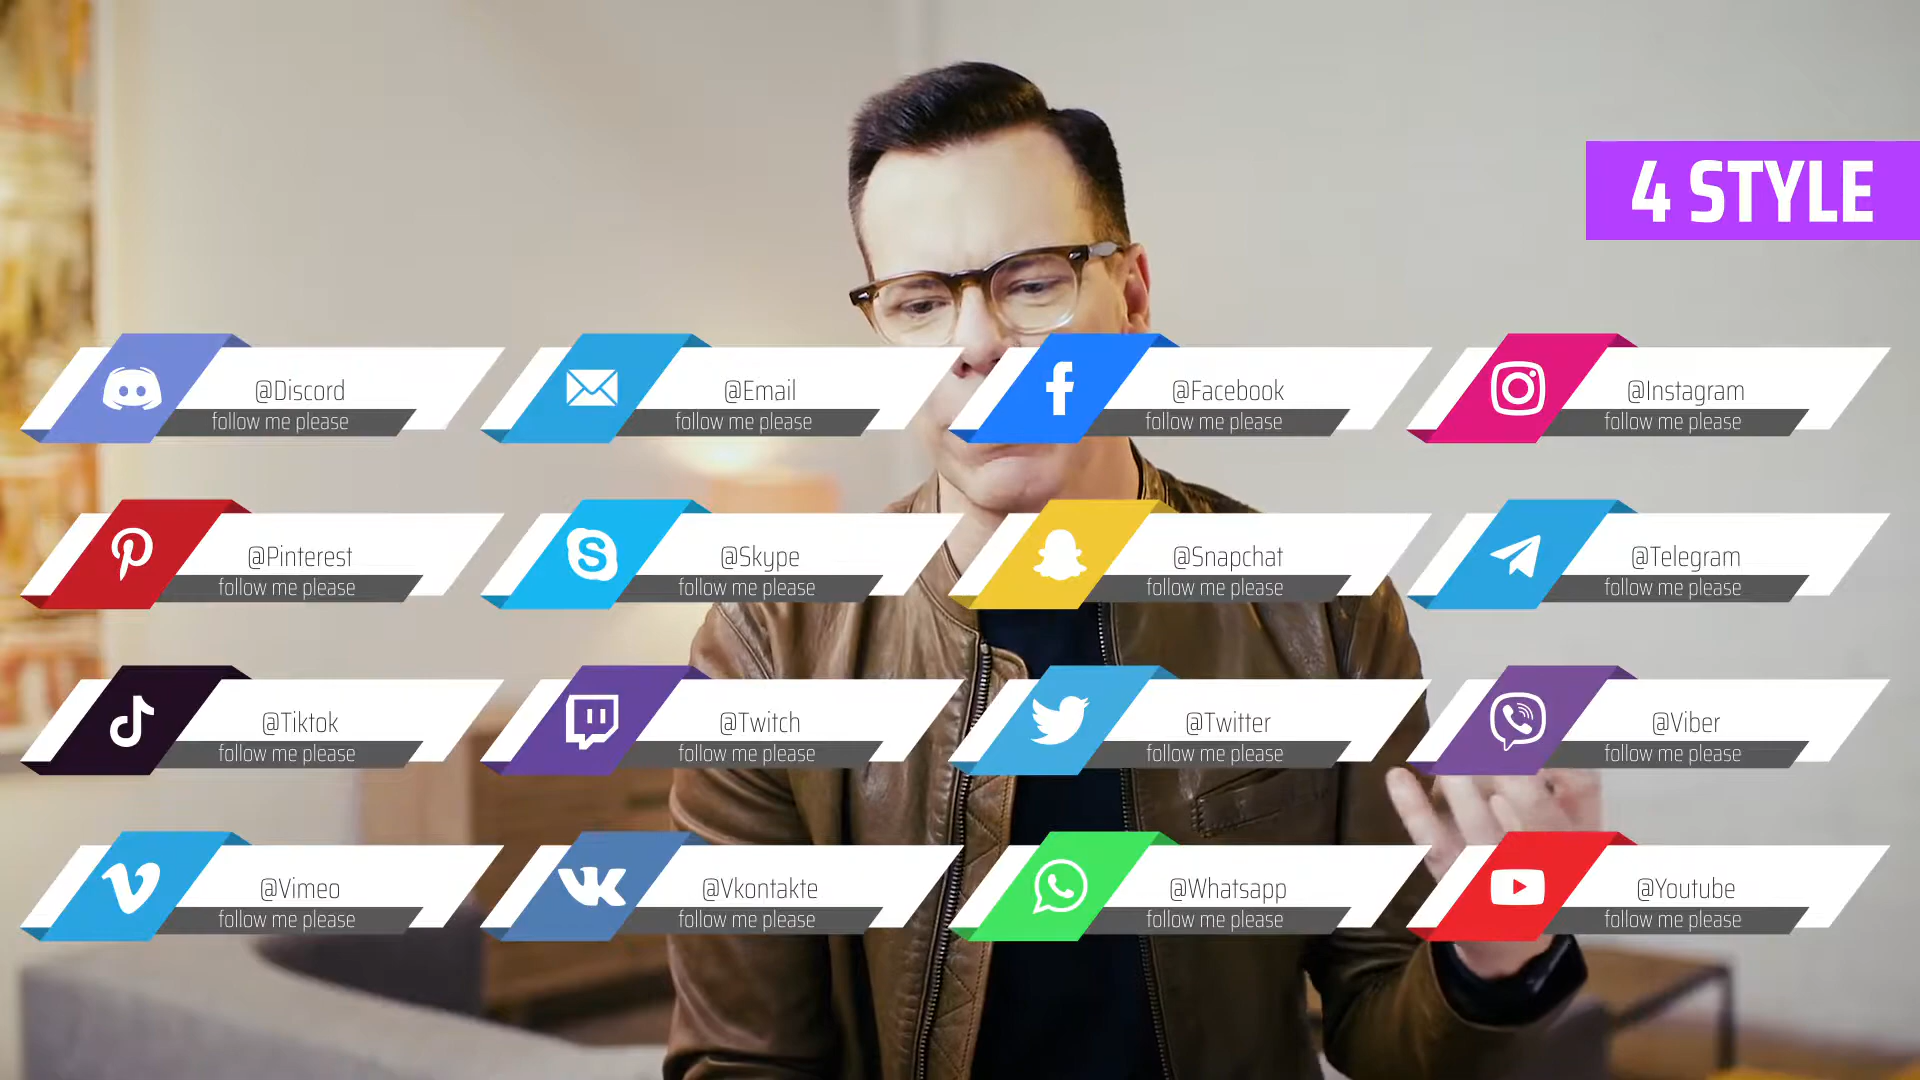 4 STYLE
@Discord
follow me please
@Email
follow me please
@Facebook
follow me please
@Instagram
follow me please
@Pinterest
follow me please
@Skype
follow me please
@Snapchat
follow me please
@Telegram
follow me please
@Tiktok
follow me please
@Twitch
follow me please
@Twitter
follow me please
@Viber
follow me please
@Vimeo
follow me please
@Vkontakte
follow me please
@Whatsapp
follow me please
@Youtube
follow me please